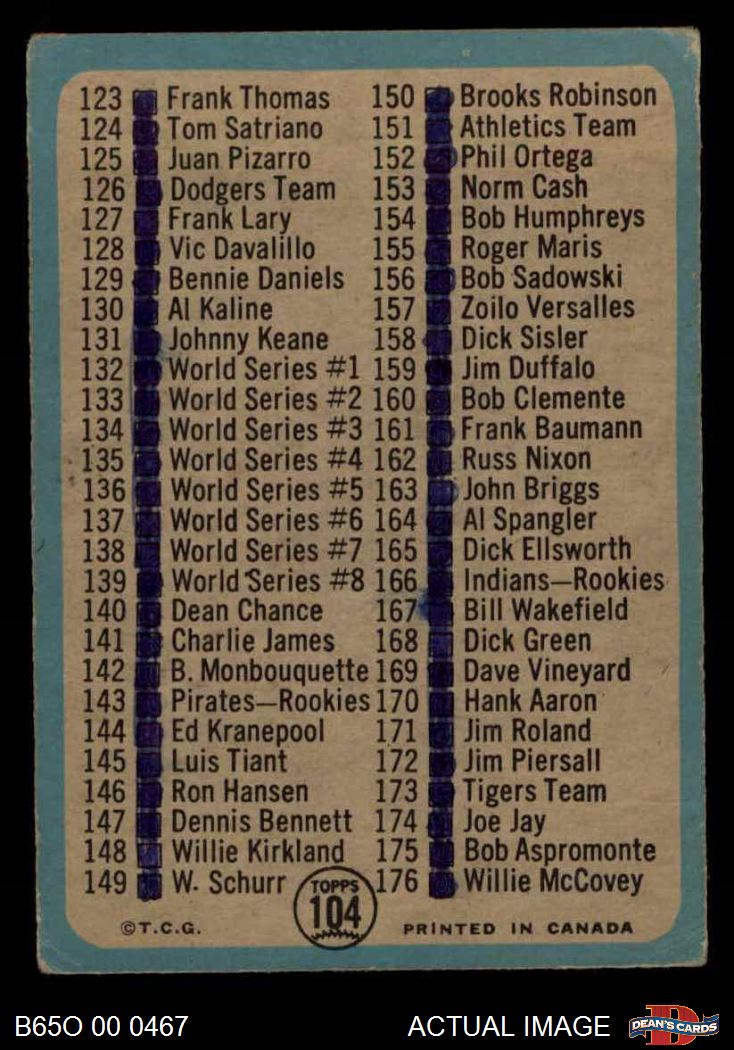 123 Frank Thomas
124 Tom Satriano
125 Juan Pizarro
126 Dodgers Team
127 Frank Lary
128 Vic Davalillo
129 Bennie Daniels
130 Al Kaline
131 Johnny Keane
132 World Series #1
133 World Series #2
134 World Series #3
135 World Series #4
136 World Series #5
137 World Series #6
138 World Series #7
139 World Series #8
140 Dean Chance
141 Charlie James
142 B. Monbouquette
143 Pirates—Rookies
144 Ed Kranepool
145 Luis Tiant
146 Ron Hansen
147 Dennis Bennett
148 Willie Kirkland
149 W. Schurr
150 Brooks Robinson
151 Athletics Team
152 Phil Ortega
153 Norm Cash
154 Bob Humphreys
155 Roger Maris
156 Bob Sadowski
157 Zoilo Versalles
158 Dick Sisler
159 Jim Duffalo
160 Bob Clemente
161 Frank Baumann
162 Russ Nixon
163 John Briggs
164 Al Spangler
165 Dick Ellsworth
166 Indians—Rookies
167 Bill Wakefield
168 Dick Green
169 Dave Vineyard
170 Hank Aaron
171 Jim Roland
172 Jim Piersall
173 Tigers Team
174 Joe Jay
175 Bob Aspromonte
176 Willie McCovey
TOPPS
104
©T.C.G.
PRINTED IN CANADA
B65O 00 0467
ACTUAL IMAGE
DEAN'S CARDS